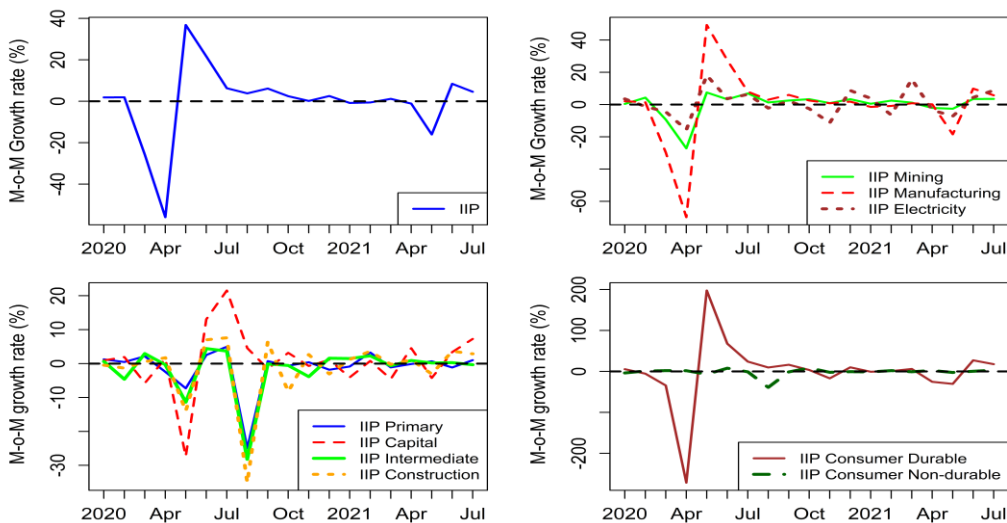 M-o-M Growth rate (%)
40
20
0
-20
-40
IIP
2020 Apr Jul Oct 2021 Apr Jul
M-o-M Growth rate (%)
40
20
0
-20
-60
IIP Mining
IIP Manufacturing
IIP Electricity
2020 Apr Jul Oct 2021 Apr Jul
M-o-M growth rate (%)
20
10
0
-10
-30
IIP Primary
IIP Capital
IIP Intermediate
IIP Construction
2020 Apr Jul Oct 2021 Apr Jul
M-o-M growth rate (%)
200
100
0
-200
IIP Consumer Durable
IIP Consumer Non-durable
2020 Apr Jul Oct 2021 Apr Jul